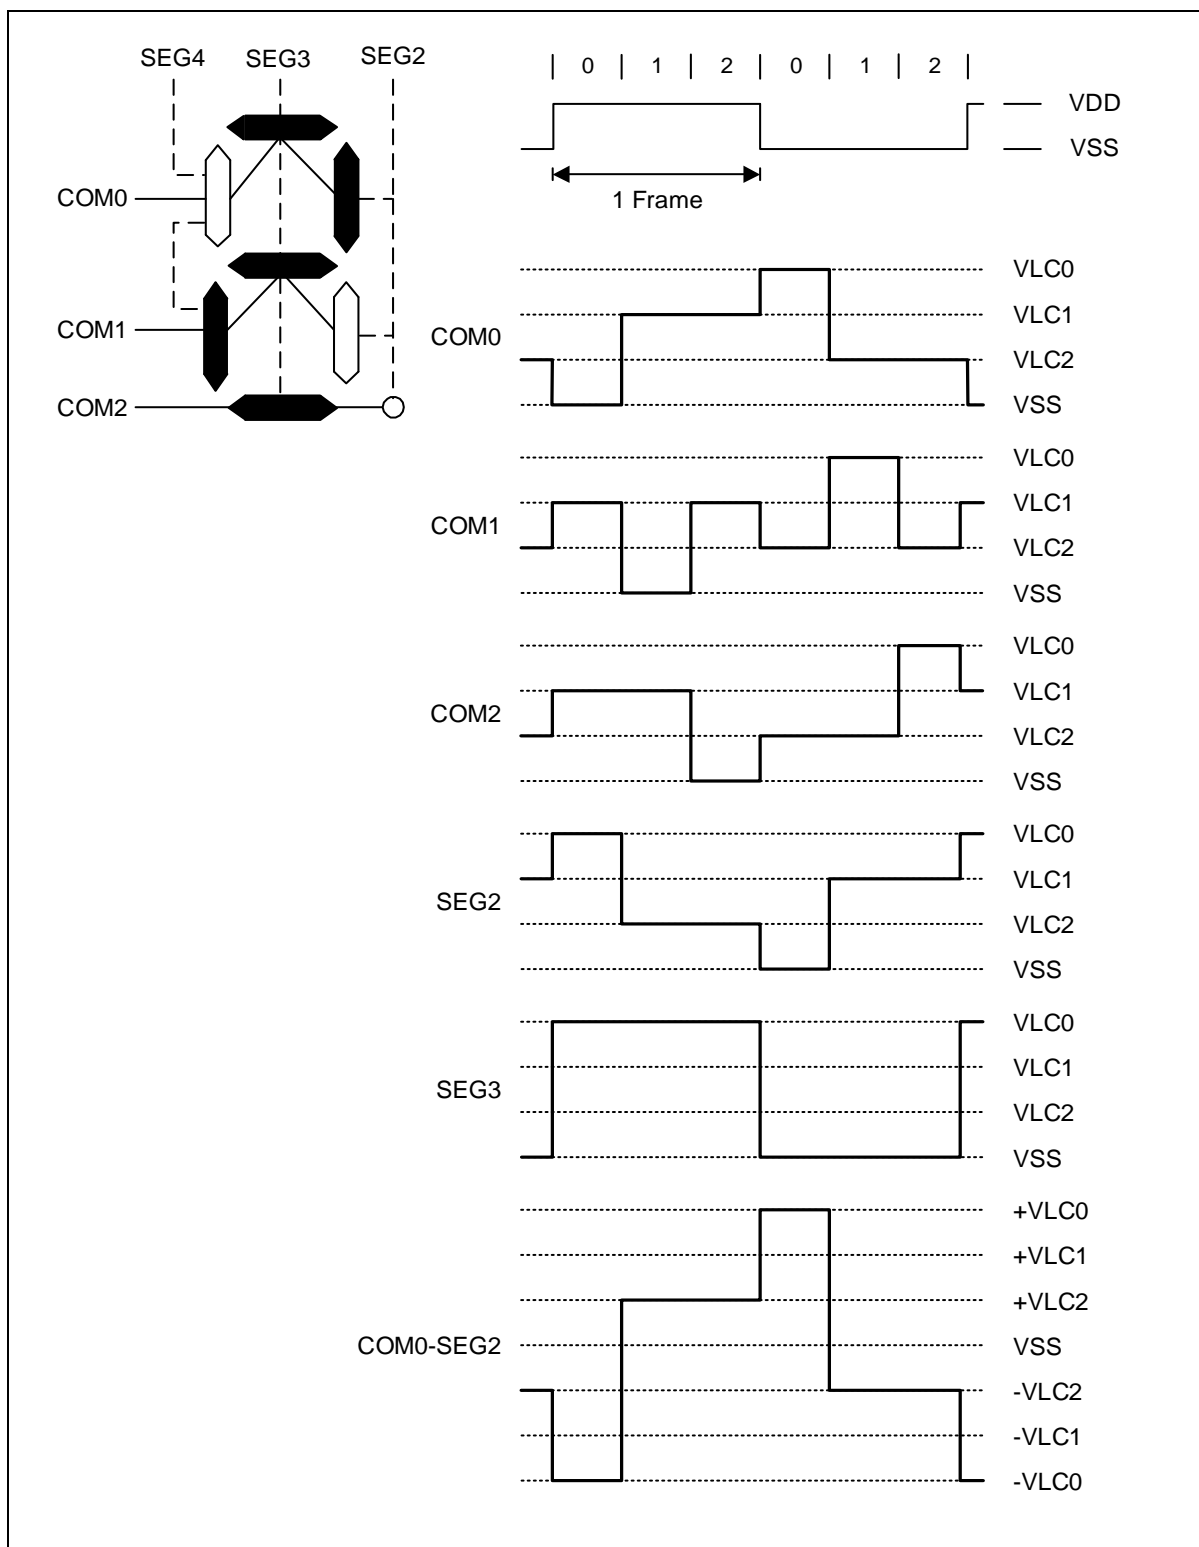 SEG4 SEG3 SEG2
COM0
COM1
COM2
| 0 | 1 | 2 | 0 | 1 | 2 |
VDD
VSS
1 Frame
COM0
VLC0
VLC1
VLC2
VSS
COM1
VLC0
VLC1
VLC2
VSS
COM2
VLC0
VLC1
VLC2
VSS
SEG2
VLC0
VLC1
VLC2
VSS
SEG3
VLC0
VLC1
VLC2
VSS
COM0-SEG2
+VLC0
+VLC1
+VLC2
VSS
-VLC2
-VLC1
-VLC0